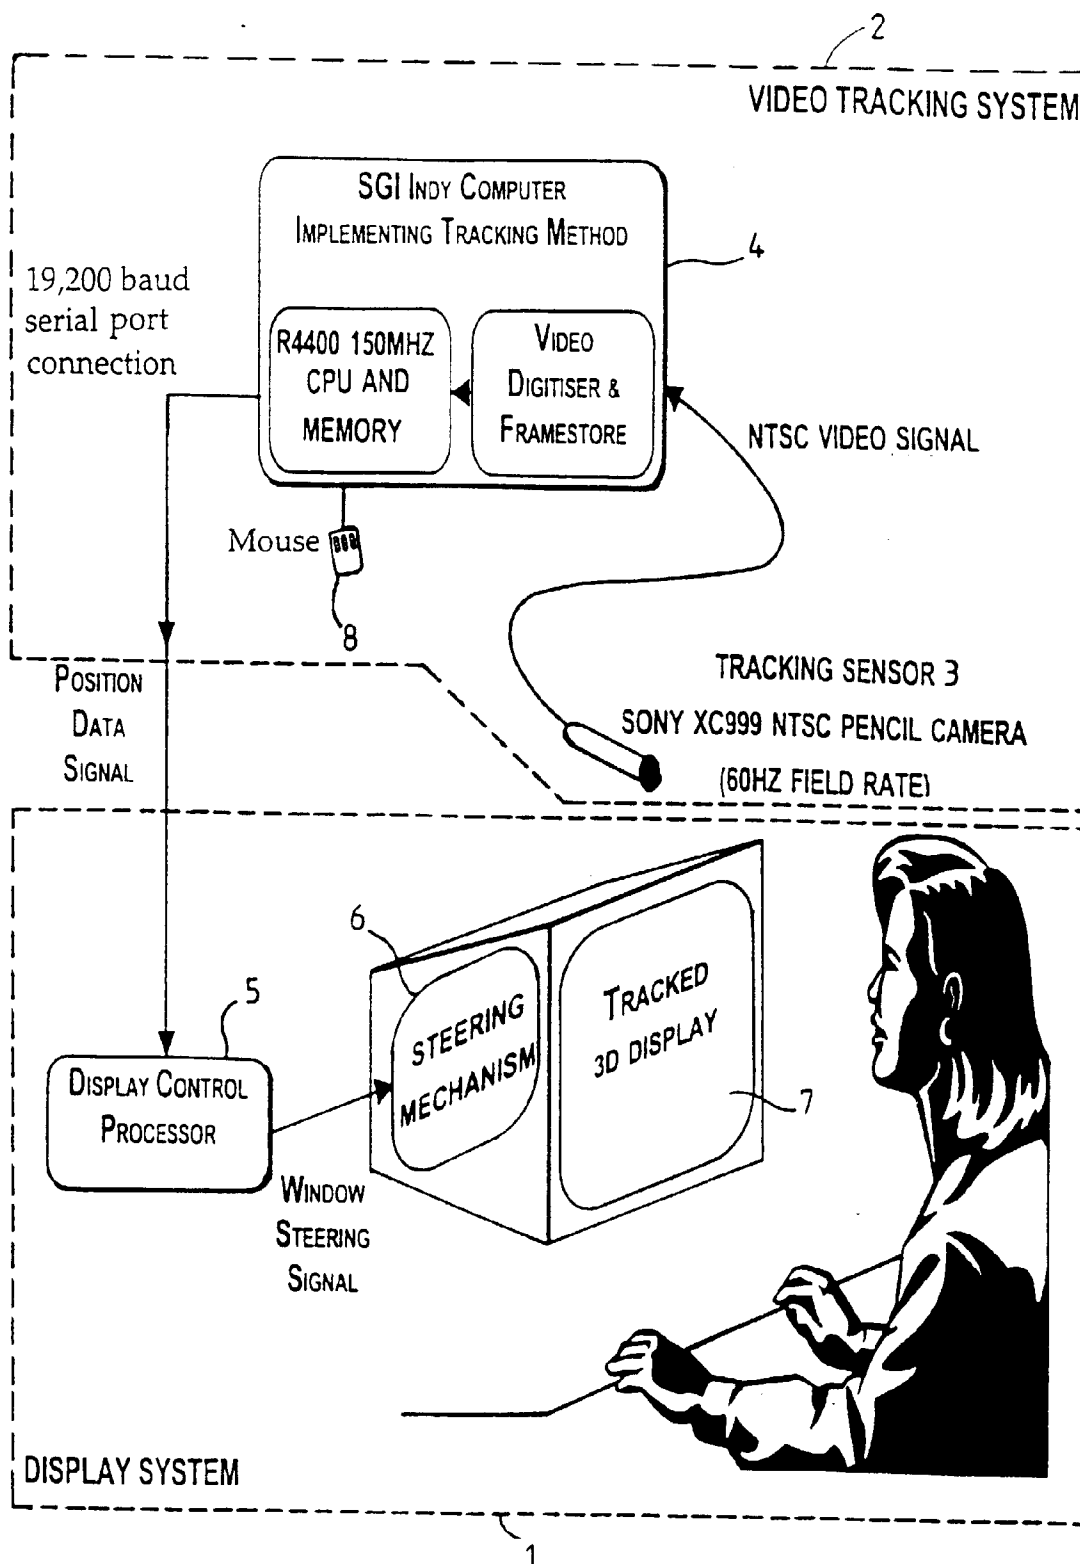 2
VIDEO TRACKING SYSTEM
SGI INDY COMPUTER
IMPLEMENTING TRACKING METHOD
4
19,200 baud
serial port
connection
R4400 150MHZ
CPU AND
MEMORY
VIDEO
DIGITISER &
FRAMESTORE
NTSC VIDEO SIGNAL
Mouse
8
POSITION
DATA
SIGNAL
TRACKING SENSOR 3
SONY XC999 NTSC PENCIL CAMERA
(60HZ FIELD RATE)
6
STEERING
MECHANISM
TRACKED
3D DISPLAY
7
5
DISPLAY CONTROL
PROCESSOR
WINDOW
STEERING
SIGNAL
DISPLAY SYSTEM
1